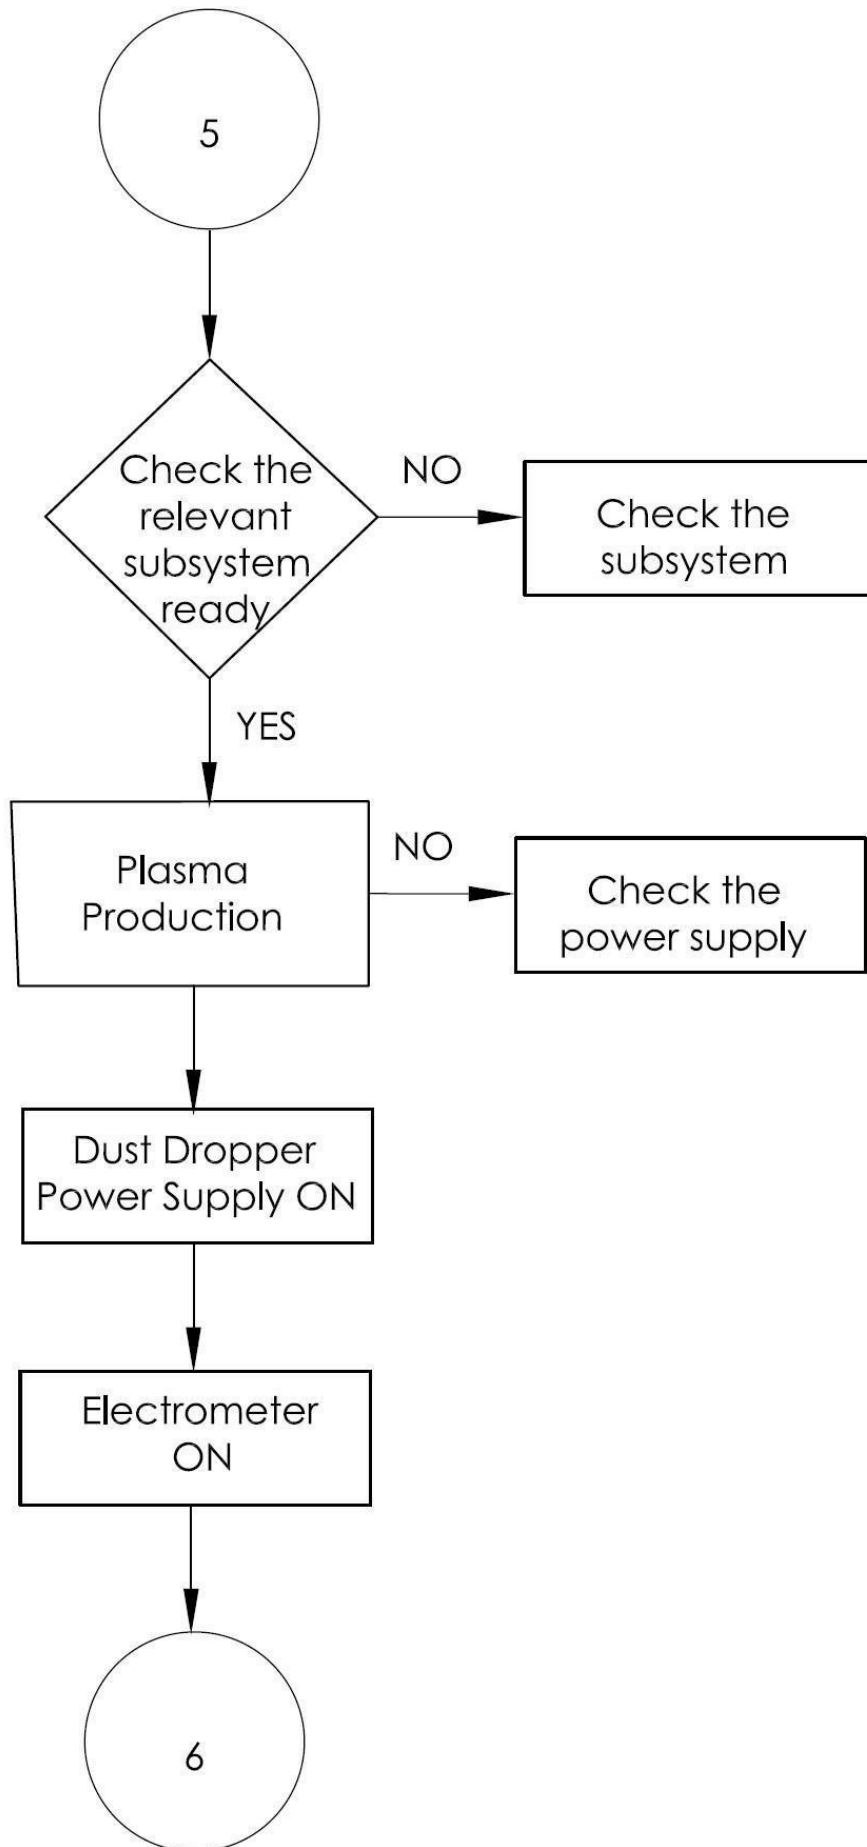 5
Check the
relevant
subsystem
ready
NO
Check the
subsystem
YES
Plasma
Production
NO
Check the
power supply
Dust Dropper
Power Supply ON
Electrometer
ON
6